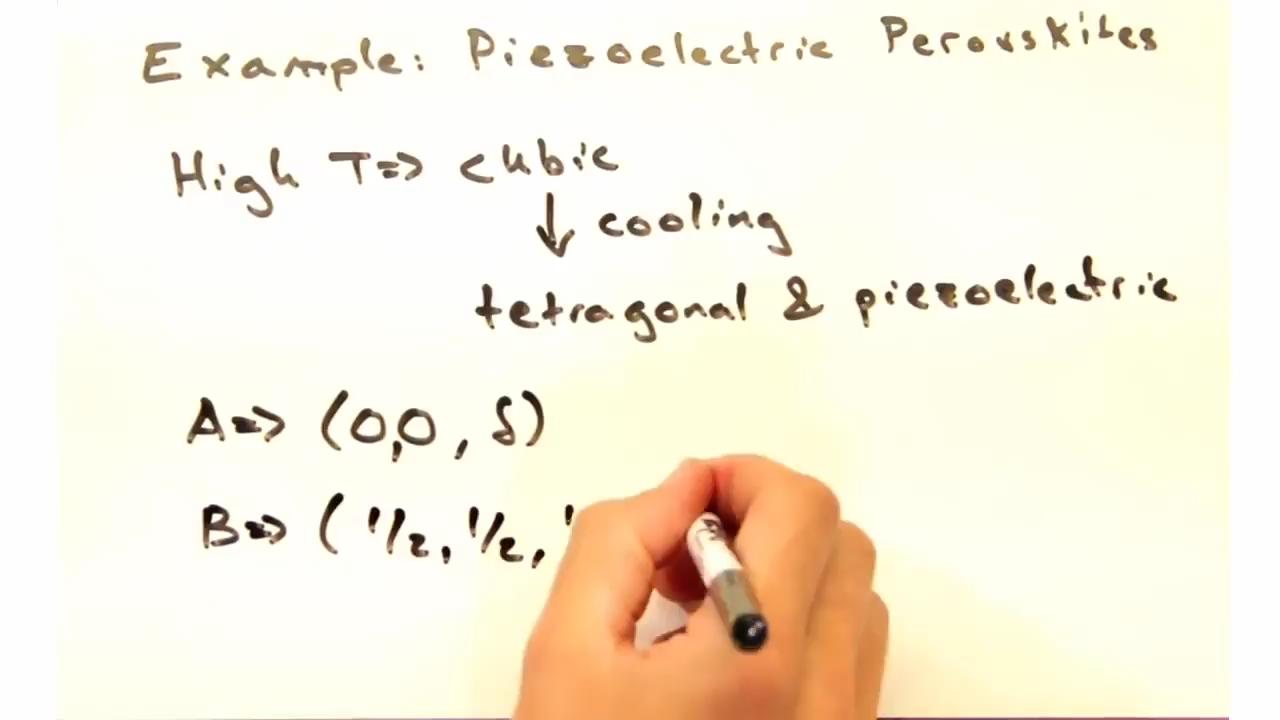 Example: Piezoelectric Perovskites
High T=> cubic
↓ cooling
tetragonal & piezoelectric
A=> (0,0, δ)
B=> ( 1/2, 1/2,